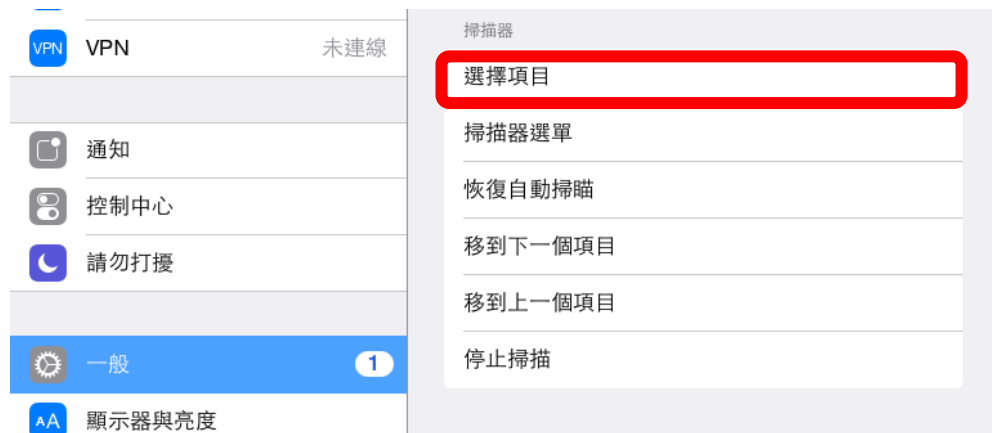 VPN VPN 未連線
通知
控制中心
請勿打擾
一般 1
AA 顯示器與亮度
掃描器
選擇項目
掃描器選單
恢復自動掃瞄
移到下一個項目
移到上一個項目
停止掃描